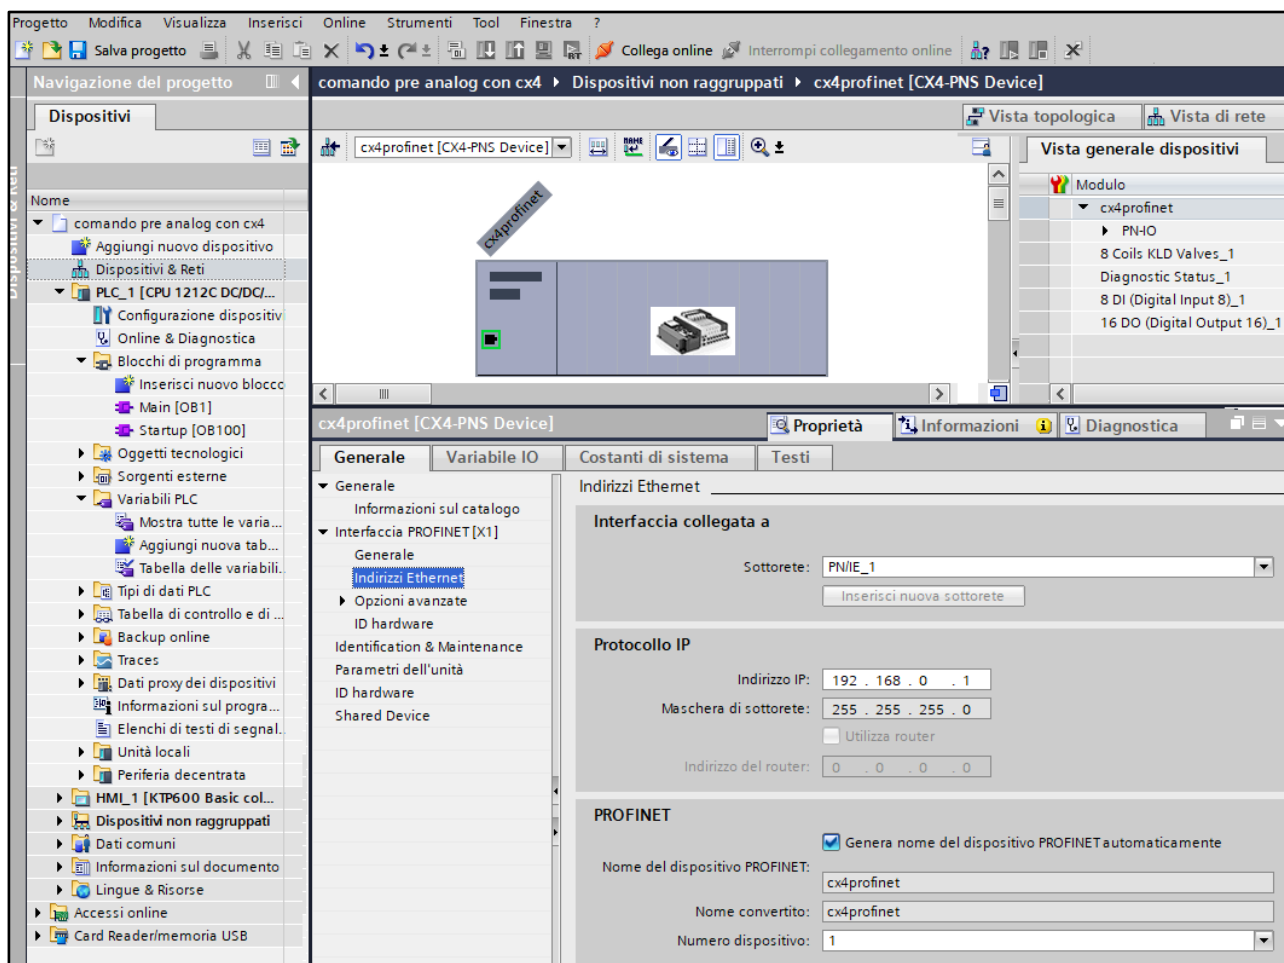 Progetto Modifica Visualizza Inserisci Online Strumenti Tool Finestra ?
Salva progetto Collega online Interrompi collegamento online
Navigazione del progetto
comando pre analog con cx4 Dispositivi non raggruppati cx4profinet [CX4-PNS Device]
Dispositivi
Vista topologica Vista di rete
cx4profinet [CX4-PNS Device]
Vista generale dispositivi
Nome
comando pre analog con cx4
Aggiungi nuovo dispositivo
Dispositivi & Reti
PLC_1 [CPU 1212C DC/DC/...
Configurazione dispositiv
Online & Diagnostica
Blocchi di programma
Inserisci nuovo blocco
Main [OB1]
Startup [OB100]
Oggetti tecnologici
Sorgenti esterne
Variabili PLC
Mostra tutte le varia...
Aggiungi nuova tab...
Tabella delle variabili.
Tipi di dati PLC
Tabella di controllo e di ...
Backup online
Traces
Dati proxy dei dispositivi
Informazioni sul progra...
Elenchi di testi di segnal.
Unità locali
Periferia decentrata
HMI_1 [KTP600 Basic col...
Dispositivi non raggruppati
Dati comuni
Informazioni sul documento
Lingue & Risorse
Accessi online
Card Reader/memoria USB
cx4profinet
Modulo
cx4profinet
PN-IO
8 Coils KLD Valves_1
Diagnostic Status_1
8 DI (Digital Input 8)_1
16 DO (Digital Output 16)_1
cx4profinet [CX4-PNS Device]
Proprietà Informazioni Diagnostica
Generale Variabile IO Costanti di sistema Testi
Generale
Informazioni sul catalogo
Interfaccia PROFINET [X1]
Generale
Indirizzi Ethernet
Opzioni avanzate
ID hardware
Identification & Maintenance
Parametri dell'unità
ID hardware
Shared Device
Indirizzi Ethernet
Interfaccia collegata a
Sottorete: PN/IE_1
Inserisci nuova sottorete
Protocollo IP
Indirizzo IP: 192 . 168 . 0 . 1
Maschera di sottorete: 255 . 255 . 255 . 0
Utilizza router
Indirizzo del router: 0 . 0 . 0 . 0
PROFINET
Genera nome del dispositivo PROFINET automaticamente
Nome del dispositivo PROFINET:
cx4profinet
Nome convertito: cx4profinet
Numero dispositivo: 1